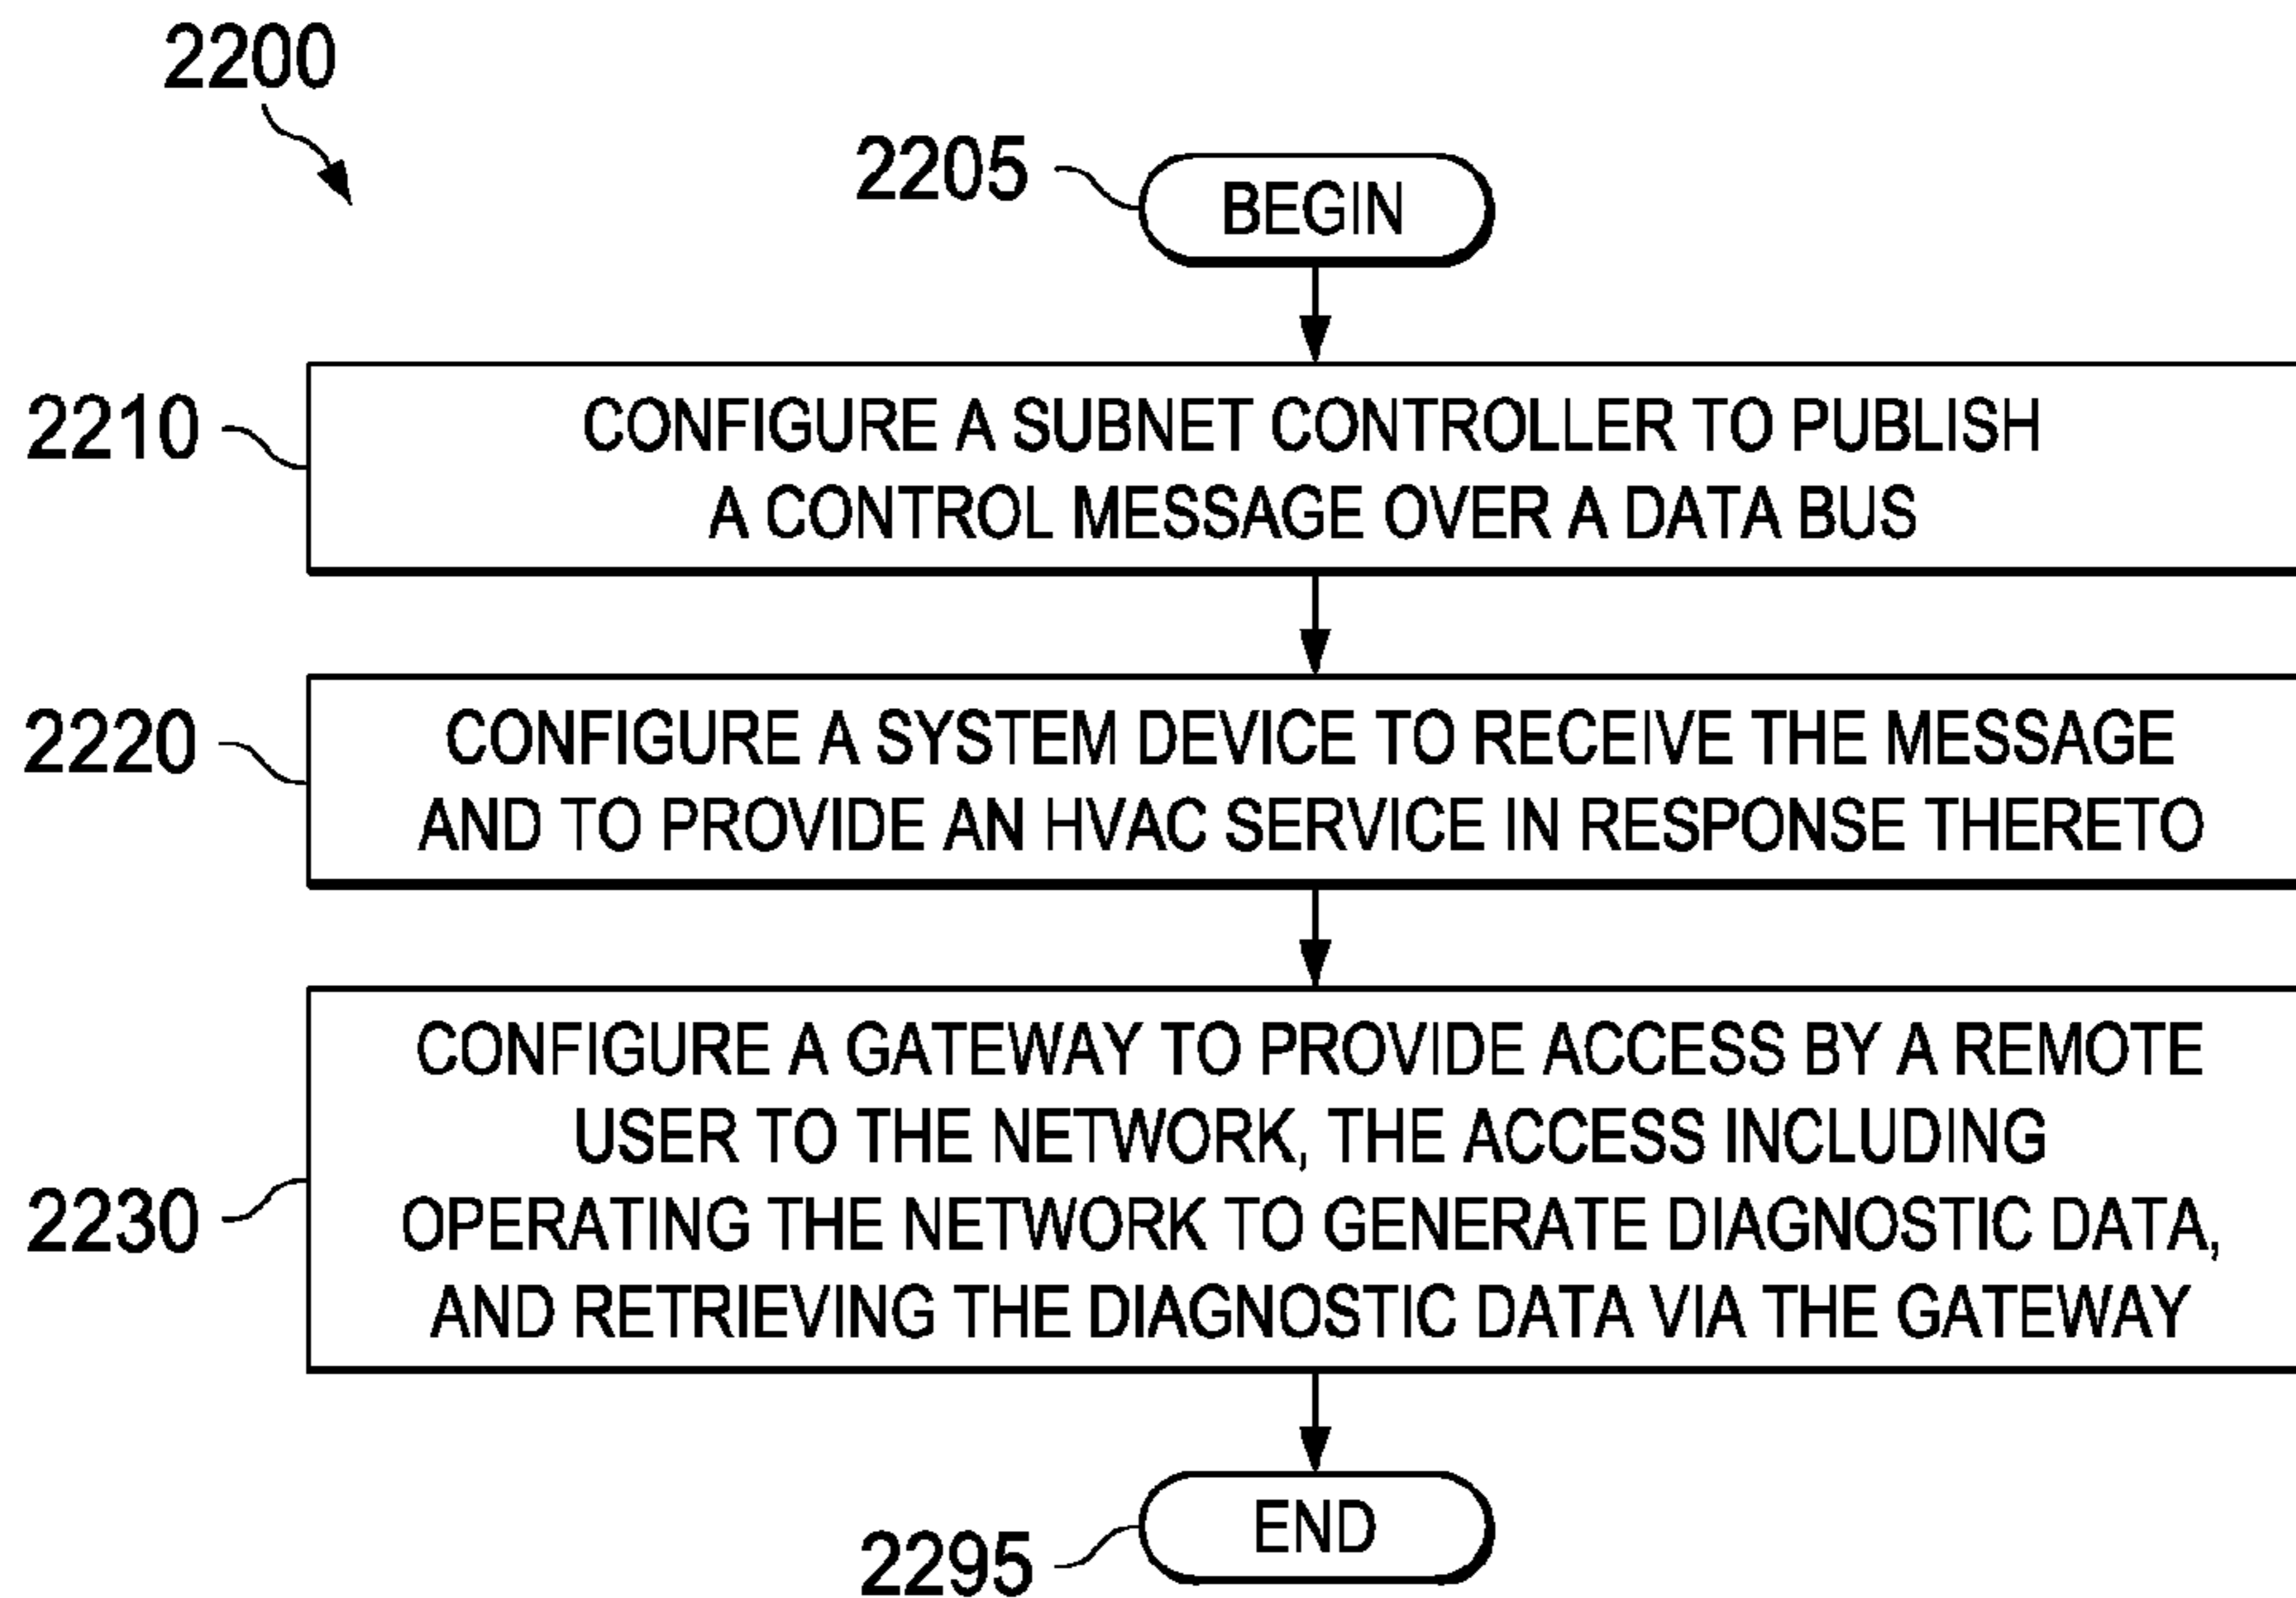 2200
2205
BEGIN
2210
CONFIGURE A SUBNET CONTROLLER TO PUBLISH
A CONTROL MESSAGE OVER A DATA BUS
2220
CONFIGURE A SYSTEM DEVICE TO RECEIVE THE MESSAGE
AND TO PROVIDE AN HVAC SERVICE IN RESPONSE THERETO
2230
CONFIGURE A GATEWAY TO PROVIDE ACCESS BY A REMOTE
USER TO THE NETWORK, THE ACCESS INCLUDING
OPERATING THE NETWORK TO GENERATE DIAGNOSTIC DATA,
AND RETRIEVING THE DIAGNOSTIC DATA VIA THE GATEWAY
2295
END